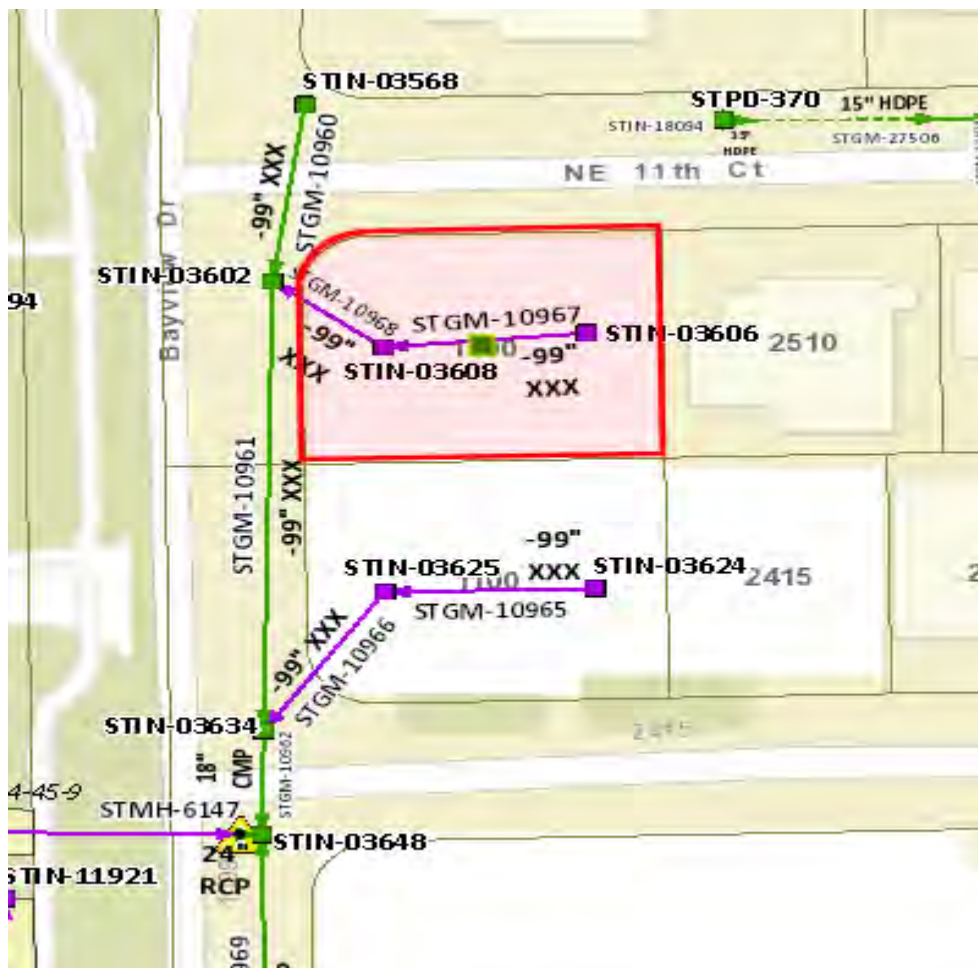 STIN-03568
STPD-370
15" HDPE
STIN-18094
15"
HDPE
STGM-27506
-99" XXX
STGM-10960
NE 11th Ct
Bayview Dr
STIN-03602
94
STGM-10968
STGM-10967
STIN-03606
2510
-99"
XXX
STIN-03608
-99"
XXX
STGM-10961
-99" XXX
-99"
XXX
STIN-03625
1100
STIN-03624
2415
STGM-10965
-99" XXX
STGM-10966
STIN-03634
2415
18"
CMP
STGM-10962
4-45-9
STMH-6147
STIN-03648
24"
RCP
STIN-11921
969